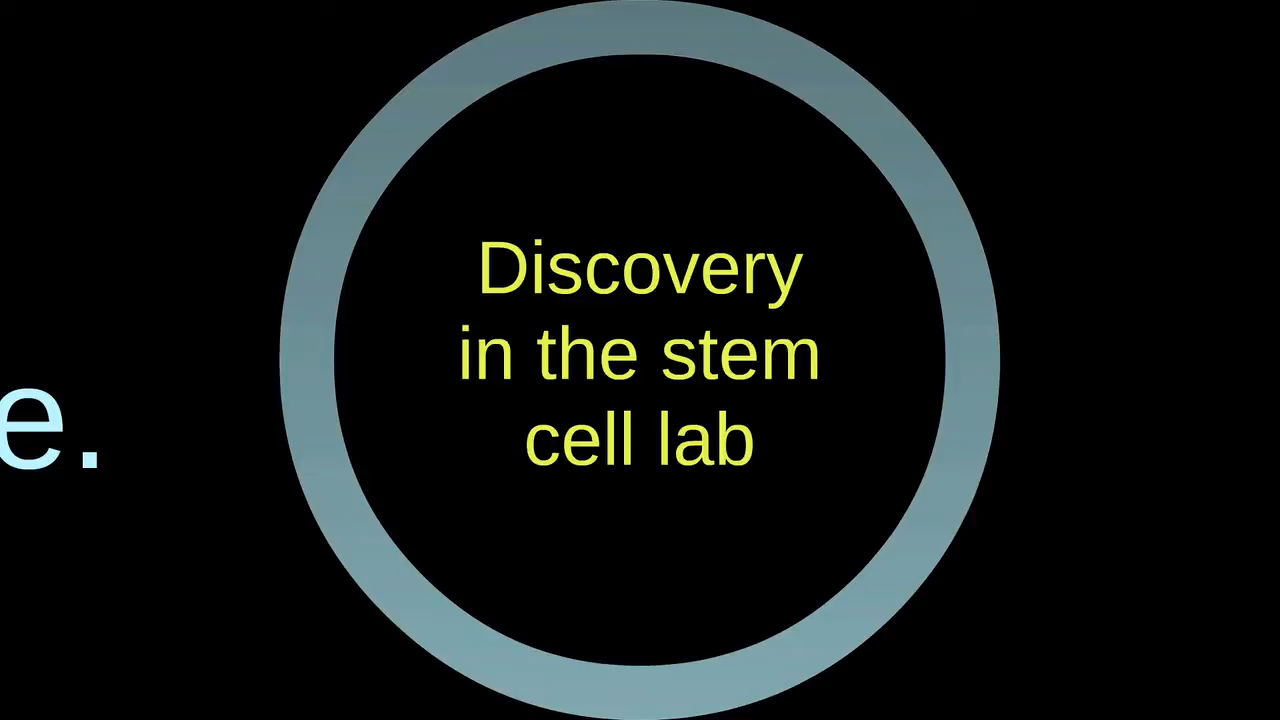 Discovery
in the stem
cell lab
e.